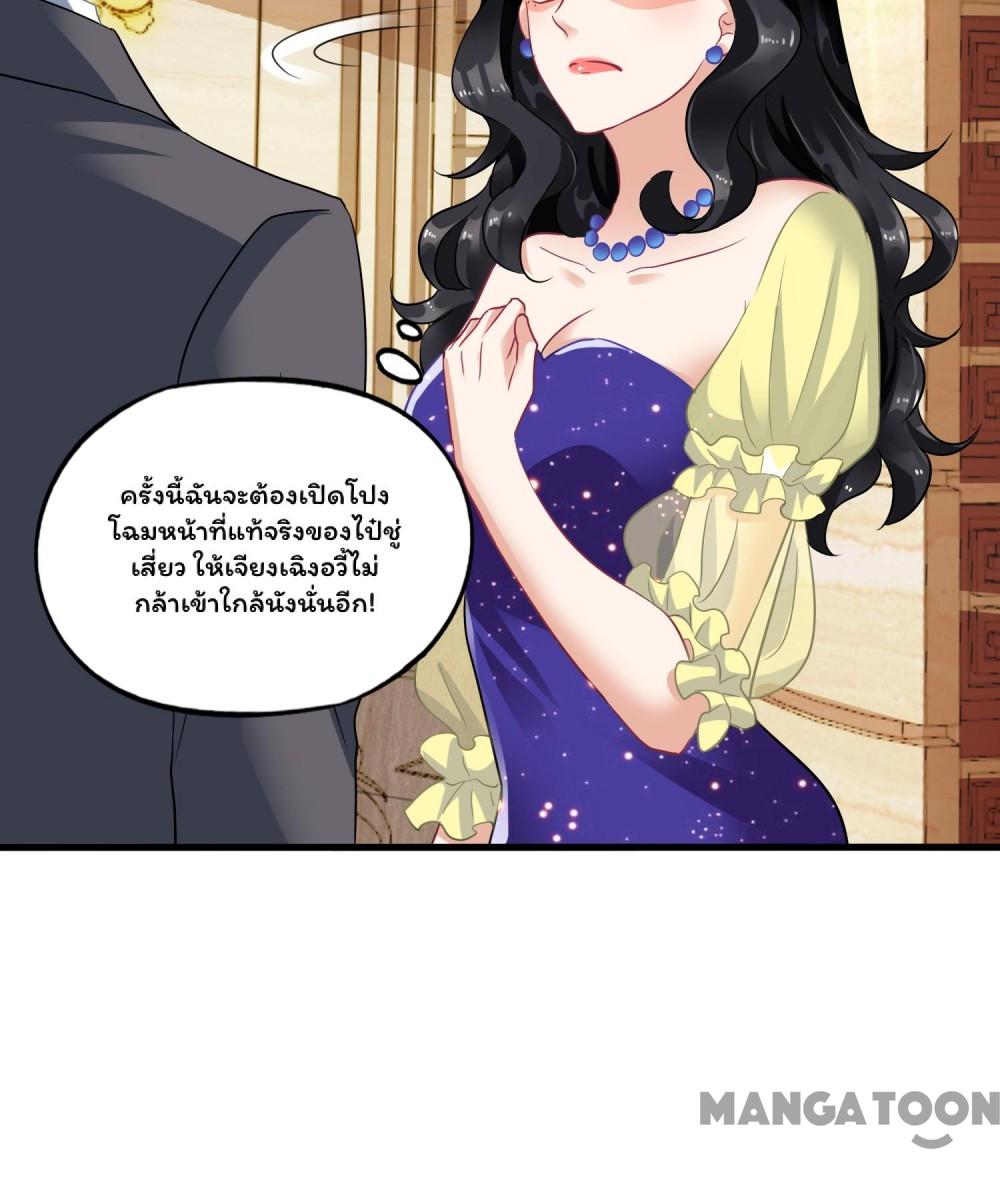 ครั้งนี้ฉันจะต้องเปิดโปง
โฉมหน้าที่แท้จริงของไป๋ชู่
เสี่ยว ให้เจียงเฉิงอวี้ไม่
กล้าเข้าใกล้นังนั่นอีก!
MANGATOON